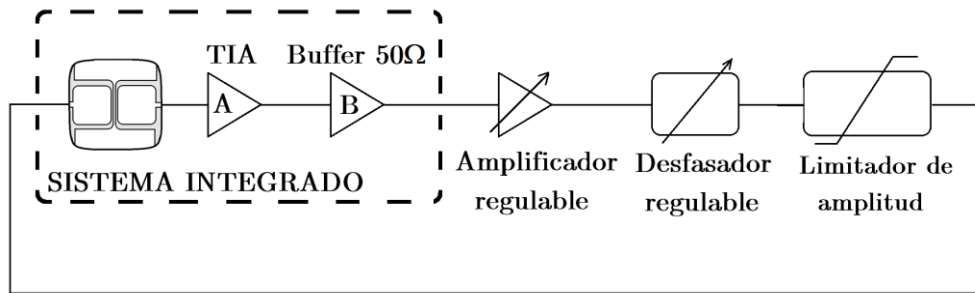 TIA
Buffer 50Ω
A
B
SISTEMA INTEGRADO
Amplificador
regulable
Desfasador
regulable
Limitador de
amplitud